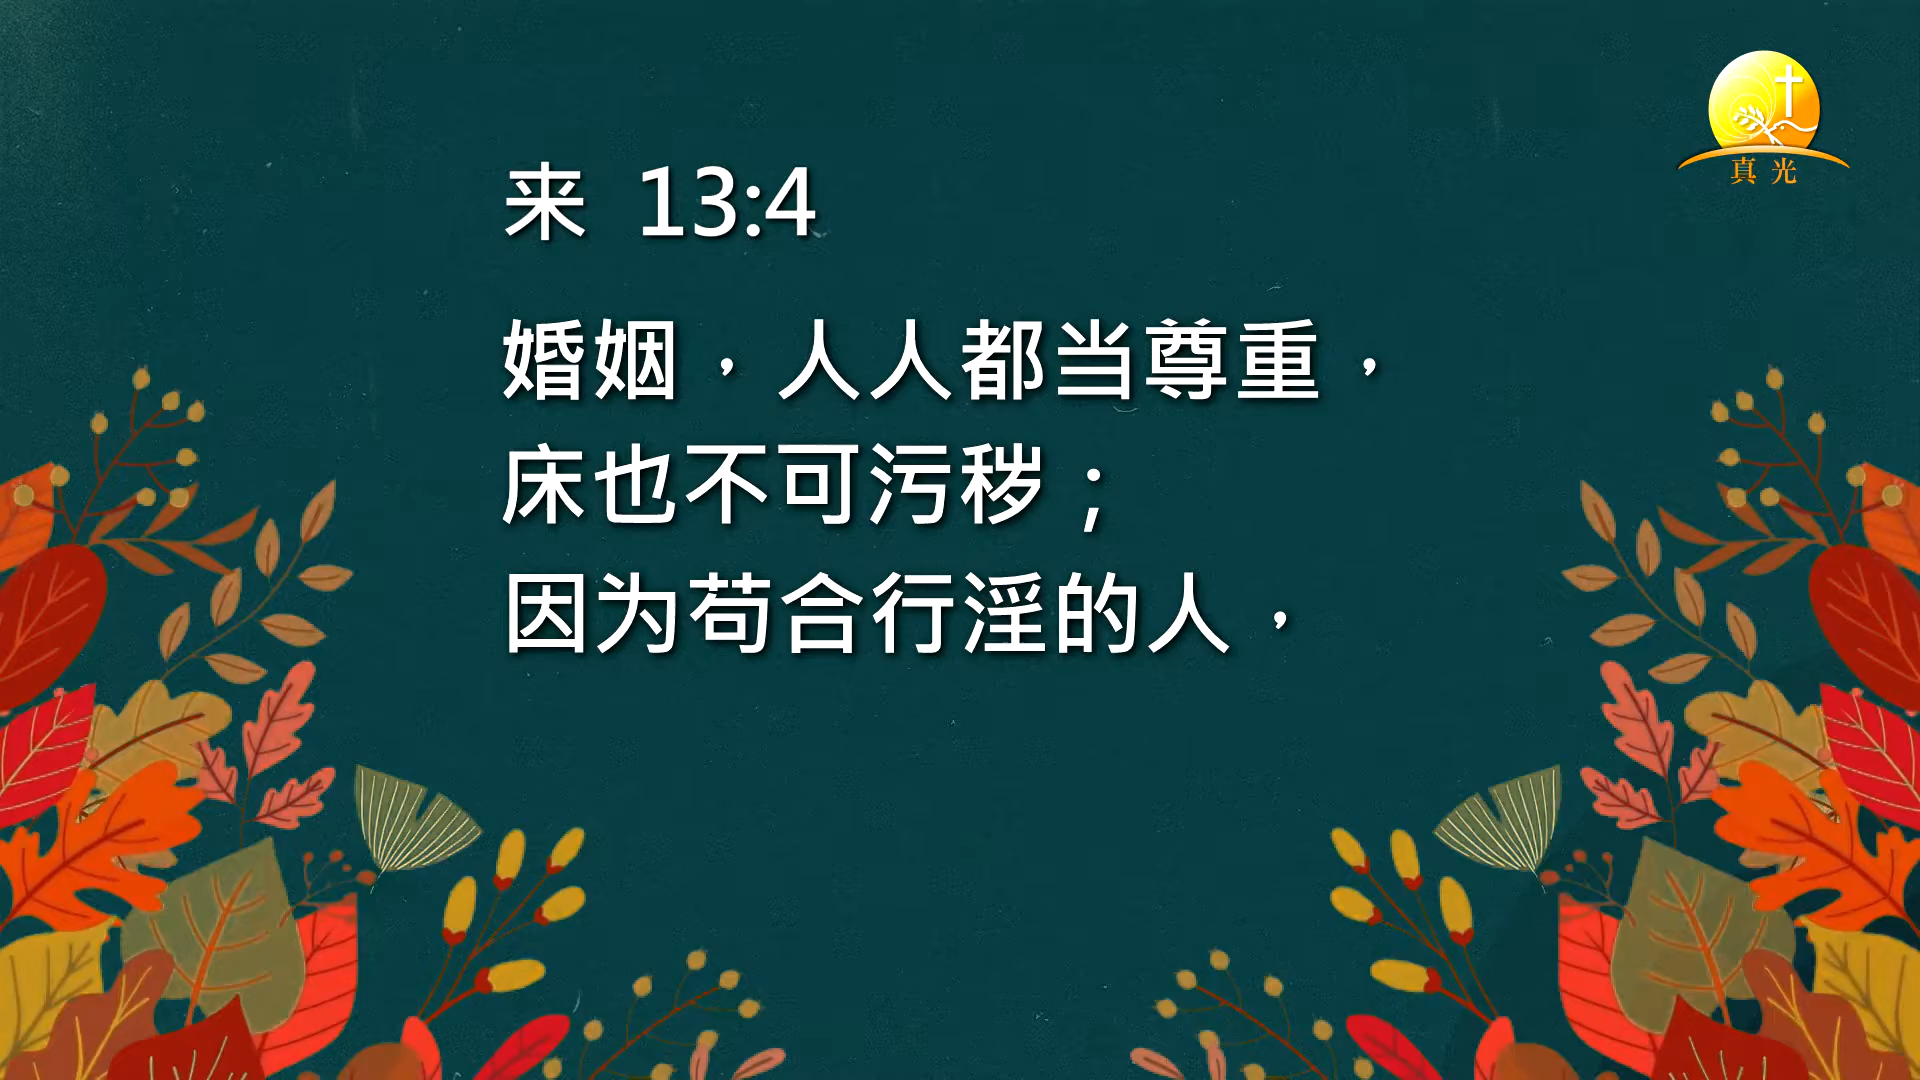 真光
来 13:4
婚姻，人人都当尊重，
床也不可污秽；
因为苟合行淫的人，